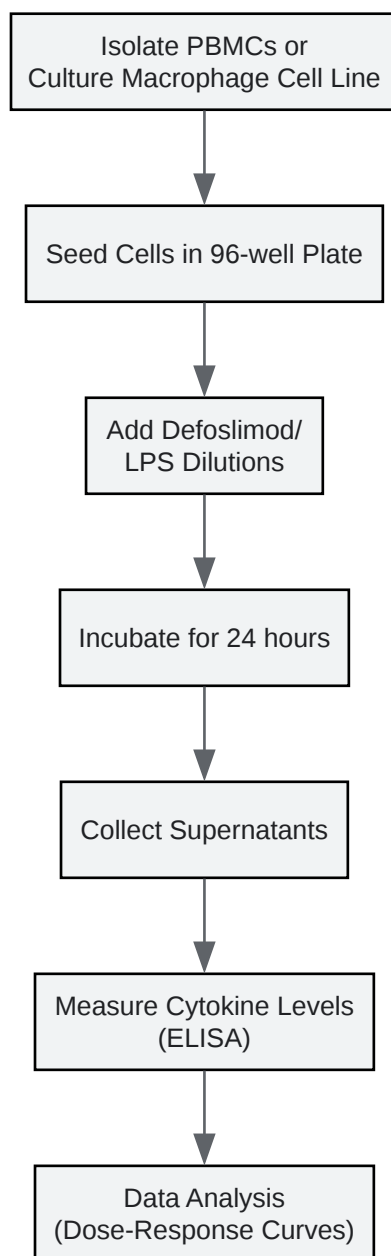 Isolate PBMCs or
Culture Macrophage Cell Line
Seed Cells in 96-well Plate
Add Defoslimod/
LPS Dilutions
Incubate for 24 hours
Collect Supernatants
Measure Cytokine Levels
(ELISA)
Data Analysis
(Dose-Response Curves)